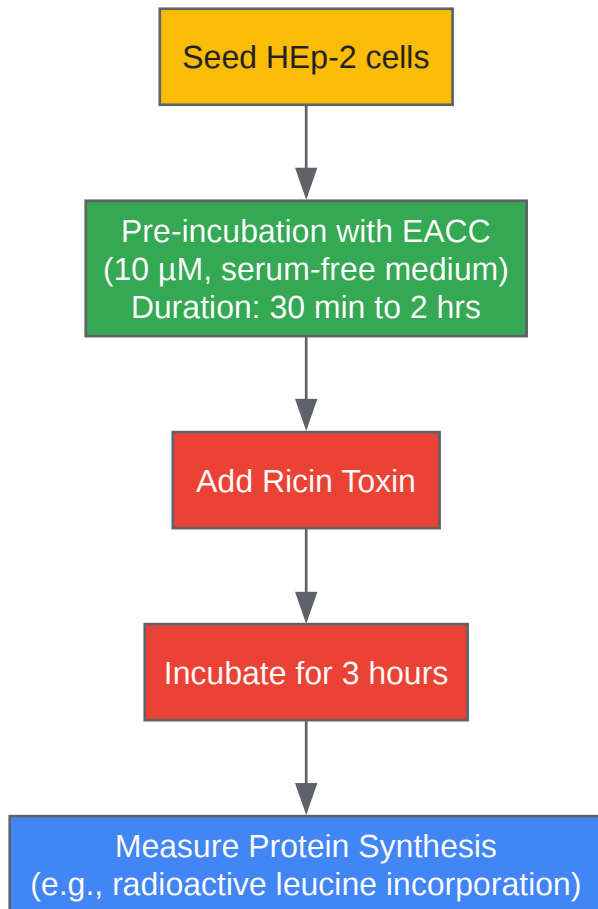 Seed HEp-2 cells
Pre-incubation with EACC
(10 µM, serum-free medium)
Duration: 30 min to 2 hrs
Add Ricin Toxin
Incubate for 3 hours
Measure Protein Synthesis
(e.g., radioactive leucine incorporation)